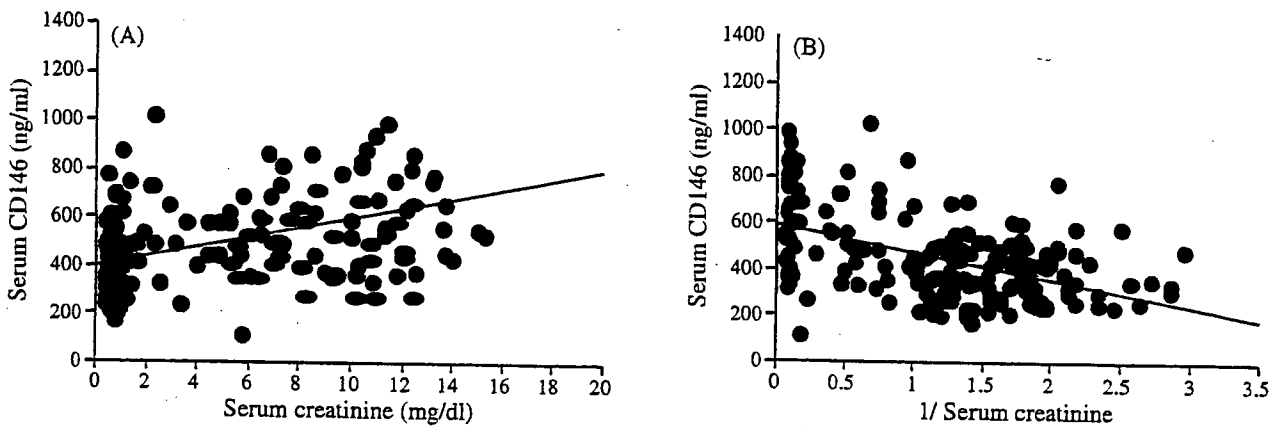 (A)
Serum CD146 (ng/ml)
1400
1200
1000
800
600
400
200
0
0 2 4 6 8 10 12 14 16 18 20
Serum creatinine (mg/dl)
(B)
Serum CD146 (ng/ml)
1400
1200
1000
800
600
400
200
0
0 0.5 1 1.5 2 2.5 3 3.5
1/ Serum creatinine